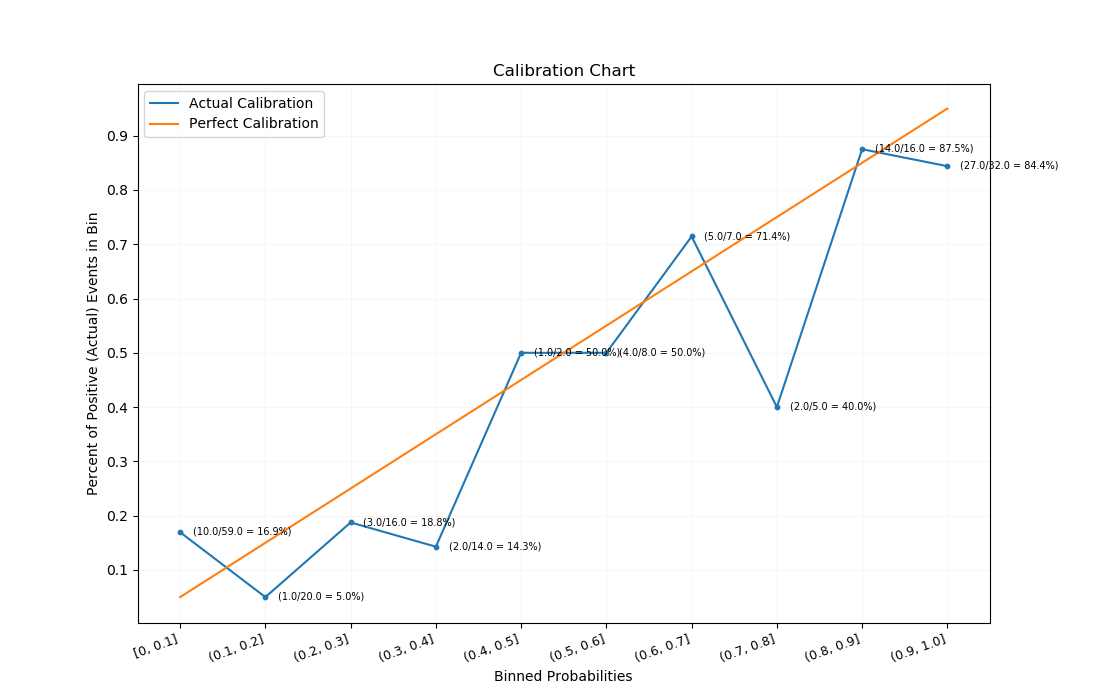 Calibration Chart
Actual Calibration
Perfect Calibration
Percent of Positive (Actual) Events in Bin
0.9
0.8
0.7
0.6
0.5
0.4
0.3
0.2
0.1
(14.0/16.0 = 87.5%)
(27.0/32.0 = 84.4%)
(5.0/7.0 = 71.4%)
(1.0/2.0 = 50.0%)
(4.0/8.0 = 50.0%)
(2.0/5.0 = 40.0%)
(10.0/59.0 = 16.9%)
(3.0/16.0 = 18.8%)
(2.0/14.0 = 14.3%)
(1.0/20.0 = 5.0%)
[0, 0.1]
(0.1, 0.2]
(0.2, 0.3]
(0.3, 0.4]
(0.4, 0.5]
(0.5, 0.6]
(0.6, 0.7]
(0.7, 0.8]
(0.8, 0.9]
(0.9, 1.0]
Binned Probabilities